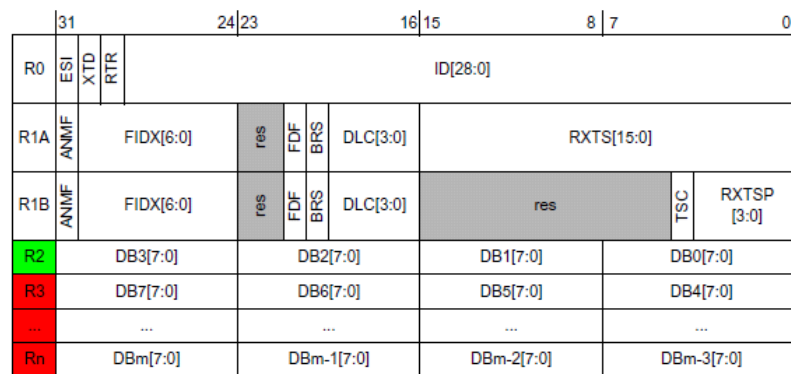 31 24 23 16 15 8 7 0
R0 ESI XTD RTR ID[28:0]
R1A ANMF FIDX[6:0] res FDF BRS DLC[3:0] RXTS[15:0]
R1B ANMF FIDX[6:0] res FDF BRS DLC[3:0] res TSC RXTSP
[3:0]
R2 DB3[7:0] DB2[7:0] DB1[7:0] DB0[7:0]
R3 DB7[7:0] DB6[7:0] DB5[7:0] DB4[7:0]
... ... ... ... ...
Rn DBm[7:0] DBm-1[7:0] DBm-2[7:0] DBm-3[7:0]